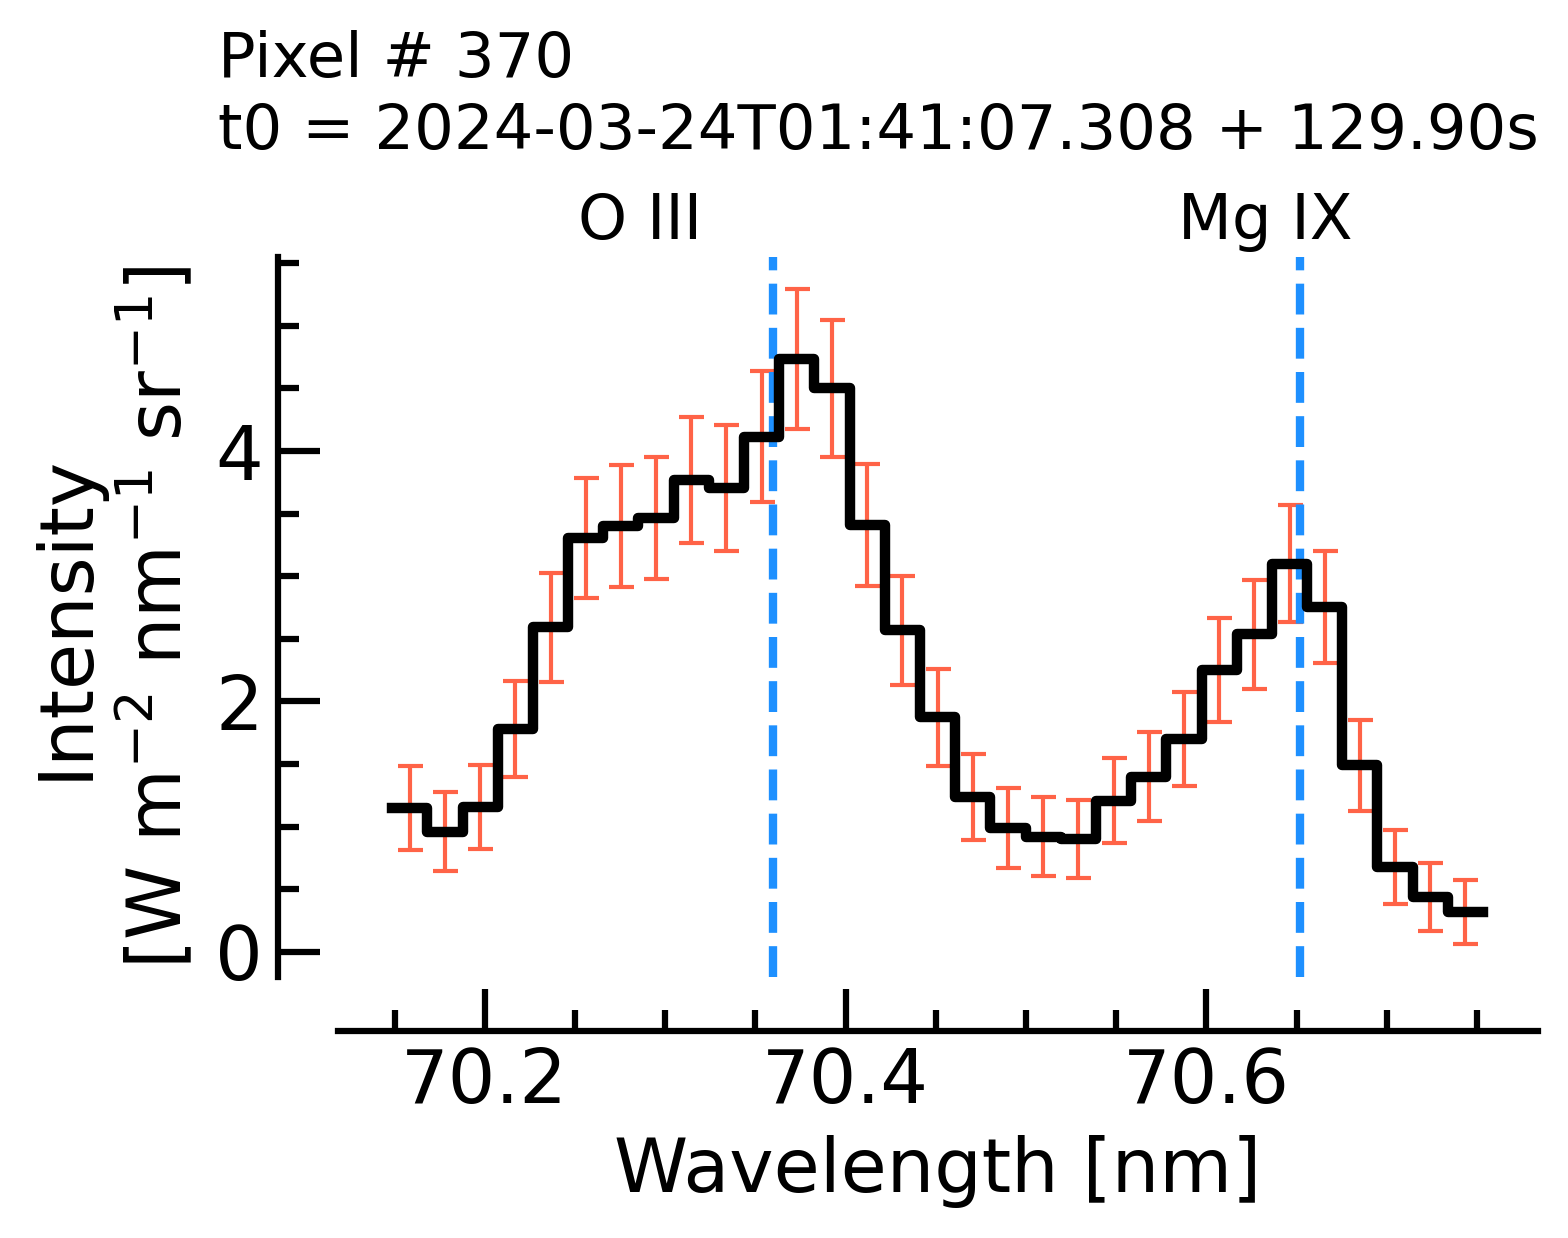 Pixel # 370
t0 = 2024-03-24T01:41:07.308 + 129.90s
O III
Mg IX
Intensity
[W m⁻² nm⁻¹ sr⁻¹]
4
2
0
70.2
70.4
70.6
Wavelength [nm]